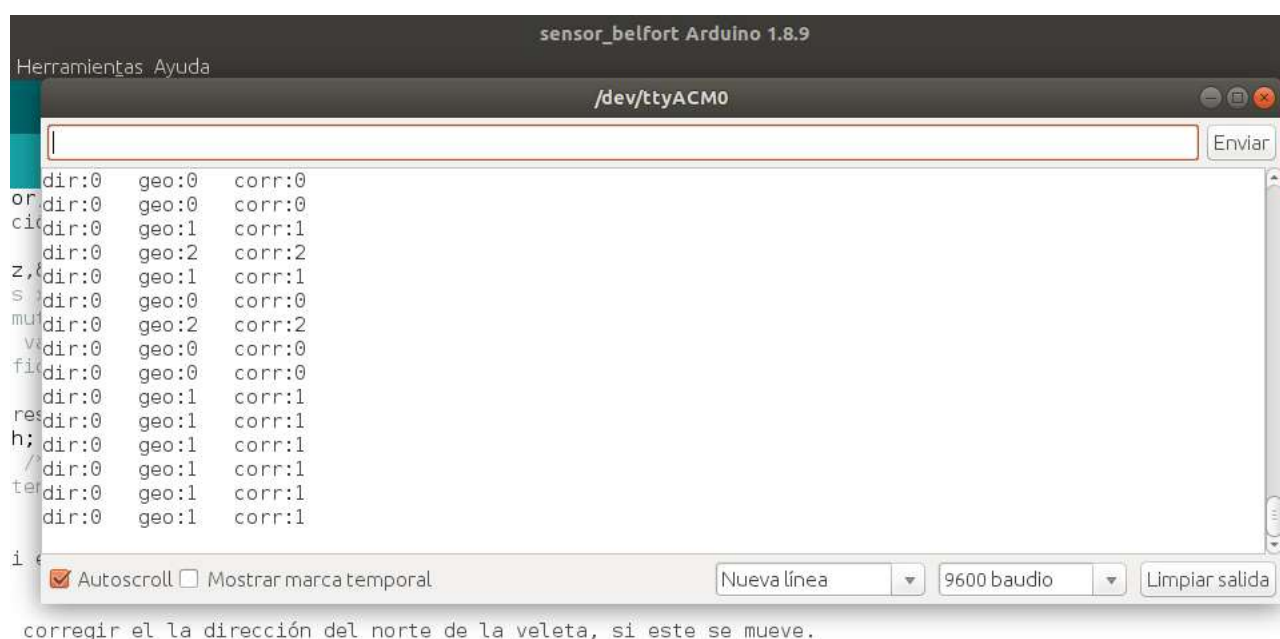 sensor_belfort Arduino 1.8.9
Herramientas Ayuda
/dev/ttyACM0
Enviar
dir:0 geo:0 corr:0
dir:0 geo:0 corr:0
dir:0 geo:1 corr:1
dir:0 geo:2 corr:2
dir:0 geo:1 corr:1
dir:0 geo:0 corr:0
dir:0 geo:2 corr:2
dir:0 geo:0 corr:0
dir:0 geo:0 corr:0
dir:0 geo:1 corr:1
dir:0 geo:1 corr:1
dir:0 geo:1 corr:1
dir:0 geo:1 corr:1
dir:0 geo:1 corr:1
dir:0 geo:1 corr:1
Autoscroll Mostrar marca temporal Nueva línea 9600 baudio Limpiar salida
corregir el la dirección del norte de la veleta, si este se mueve.